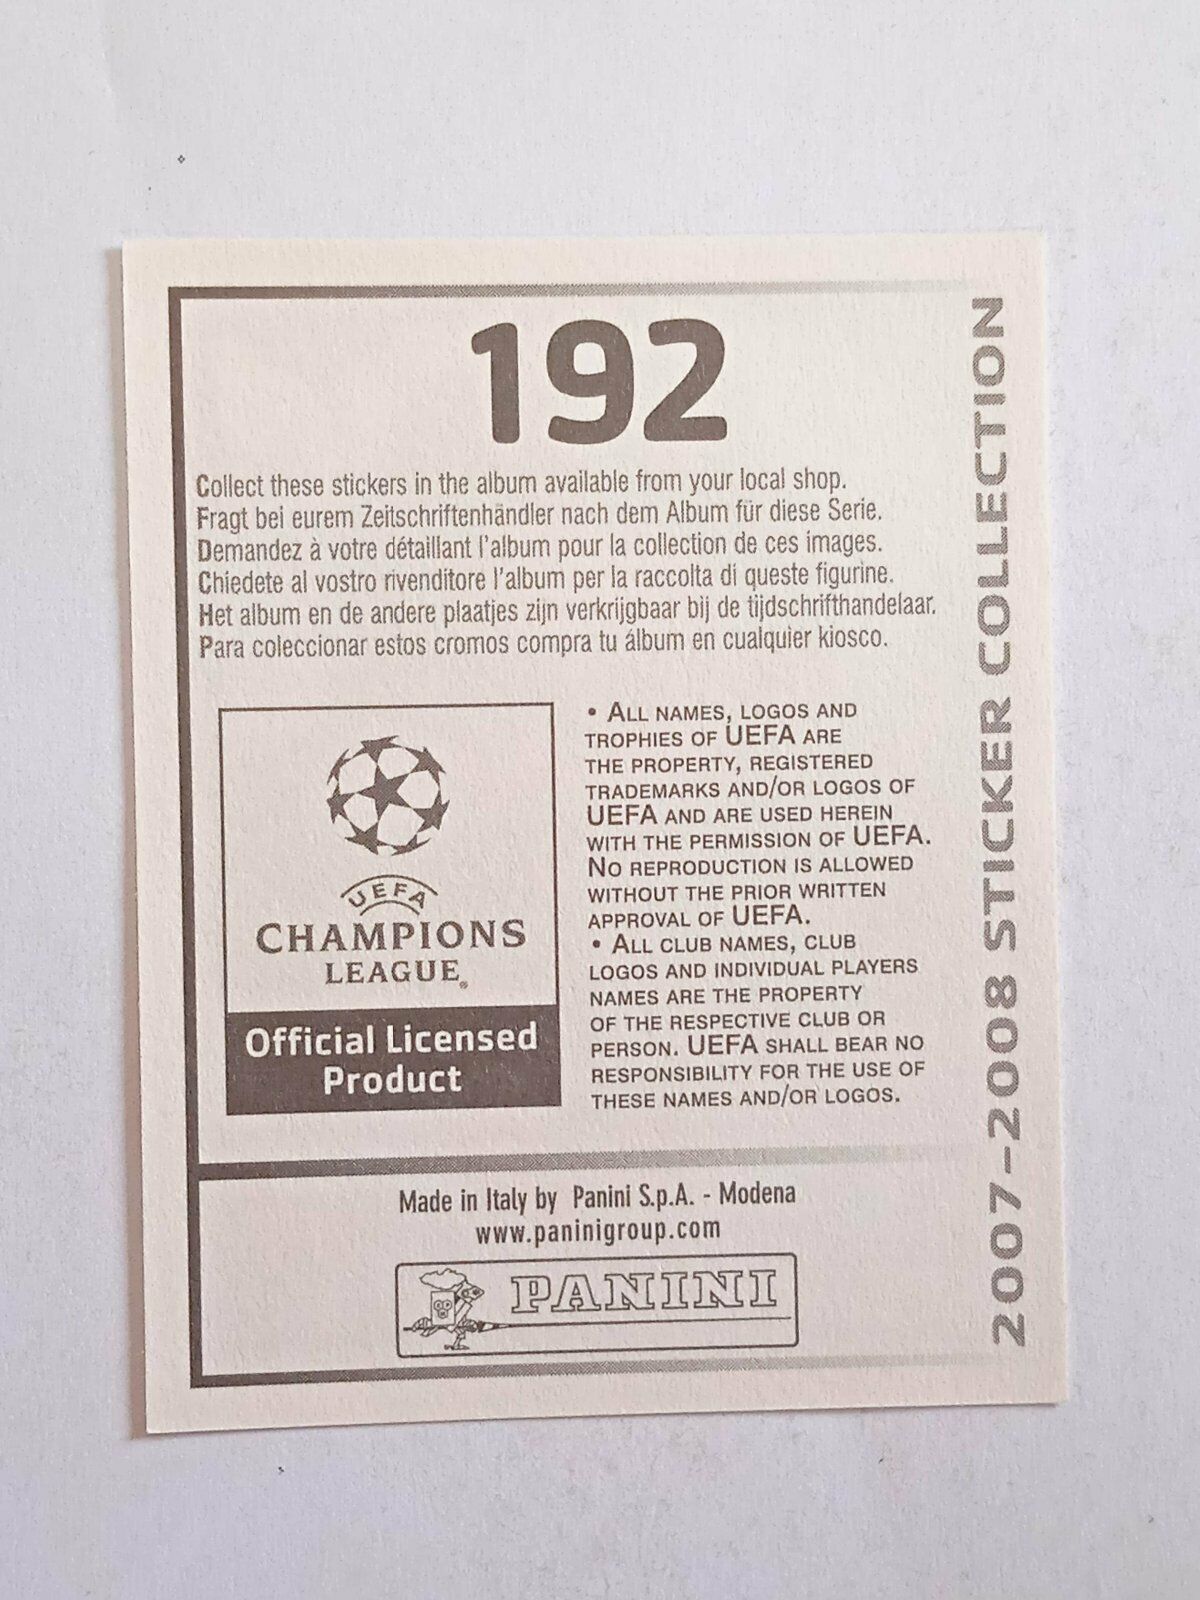 192
Collect these stickers in the album available from your local shop.
Fragt bei eurem Zeitschriftenhändler nach dem Album für diese Serie.
Demandez à votre détaillant l'album pour la collection de ces images.
Chiedete al vostro rivenditore l'album per la raccolta di queste figurine.
Het album en de andere plaatjes zijn verkrijgbaar bij de tijdschrifthandelaar.
Para coleccionar estos cromos compra tu álbum en cualquier kiosco.
UEFA
CHAMPIONS
LEAGUE®
Official Licensed
Product
• ALL NAMES, LOGOS AND
TROPHIES OF UEFA ARE
THE PROPERTY, REGISTERED
TRADEMARKS AND/OR LOGOS OF
UEFA AND ARE USED HEREIN
WITH THE PERMISSION OF UEFA.
NO REPRODUCTION IS ALLOWED
WITHOUT THE PRIOR WRITTEN
APPROVAL OF UEFA.
• ALL CLUB NAMES, CLUB
LOGOS AND INDIVIDUAL PLAYERS
NAMES ARE THE PROPERTY
OF THE RESPECTIVE CLUB OR
PERSON. UEFA SHALL BEAR NO
RESPONSIBILITY FOR THE USE OF
THESE NAMES AND/OR LOGOS.
Made in Italy by Panini S.p.A. - Modena
www.paninigroup.com
PANINI
2007-2008 STICKER COLLECTION